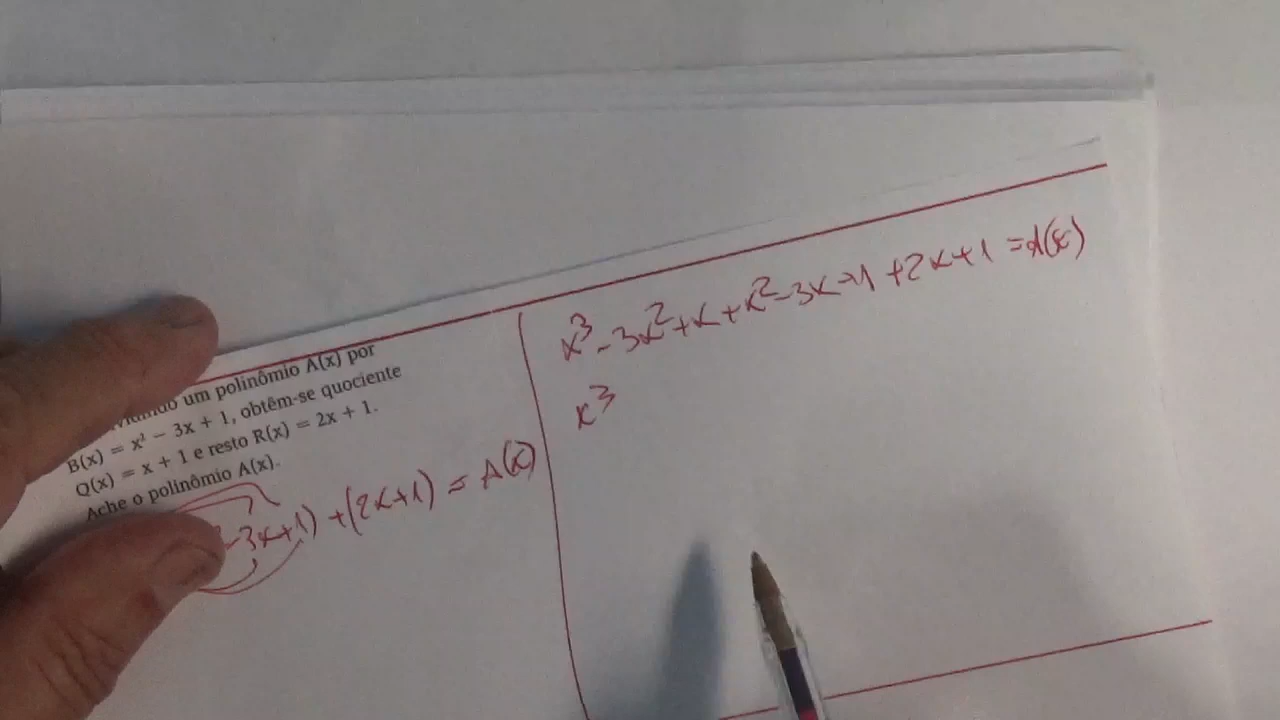 um polinômio A(x) por
B(x) = x² − 3x + 1, obtêm-se quociente
Q(x) = x + 1 e resto R(x) = 2x + 1.
Ache o polinômio A(x).
-3x+1) + (2x+1) = A(x)
x³ - 3x² + x + x² - 3x + 1 + 2x + 1 = A(x)
x³